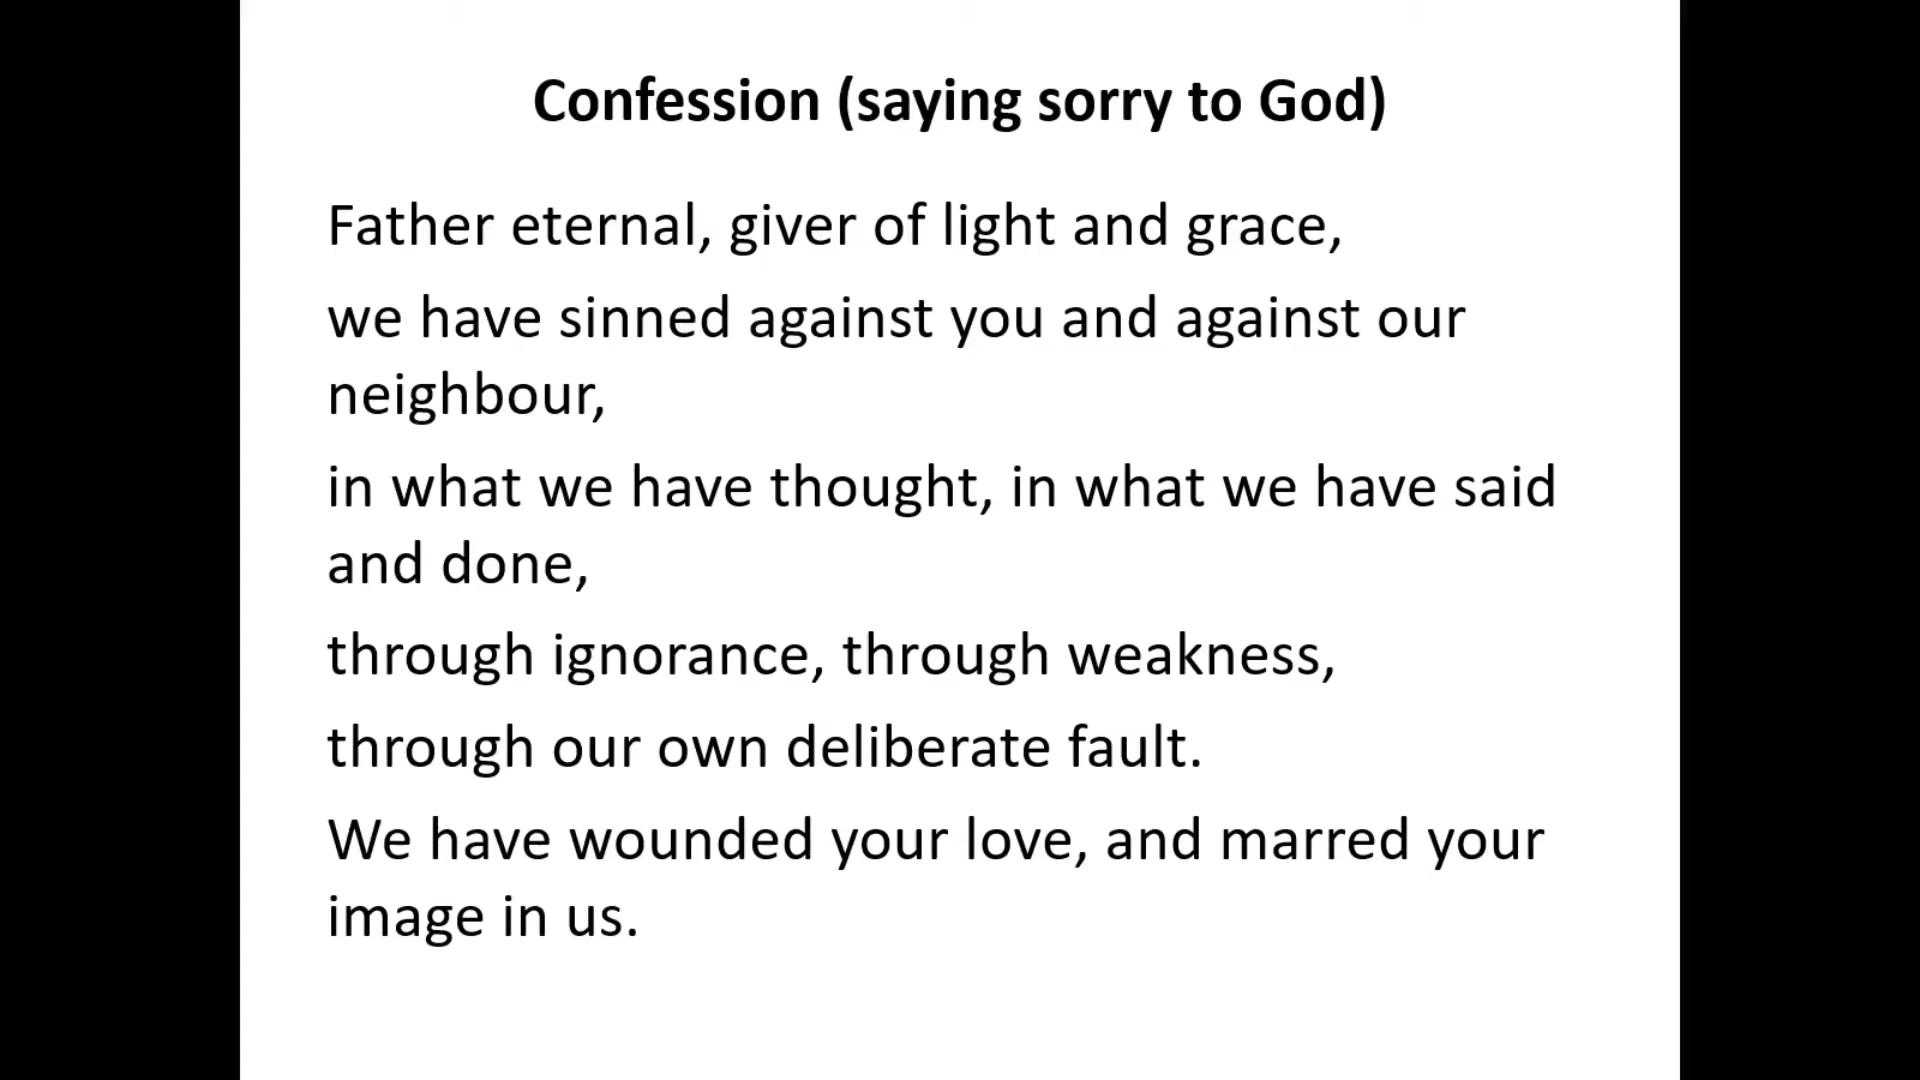 Confession (saying sorry to God)
Father eternal, giver of light and grace,
we have sinned against you and against our
neighbour,
in what we have thought, in what we have said
and done,
through ignorance, through weakness,
through our own deliberate fault.
We have wounded your love, and marred your
image in us.